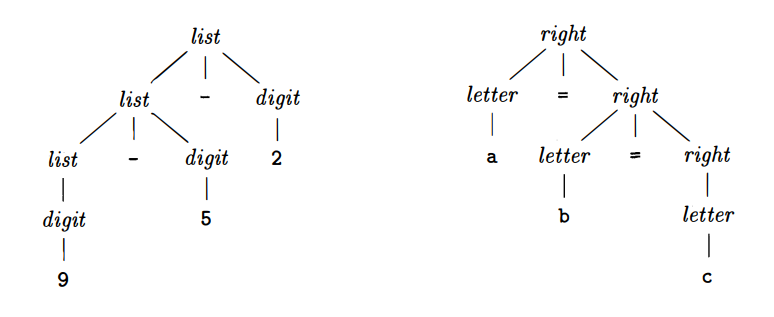 list right
list - digit letter = right
list - digit 2 a letter = right
digit 5 b letter
9 c